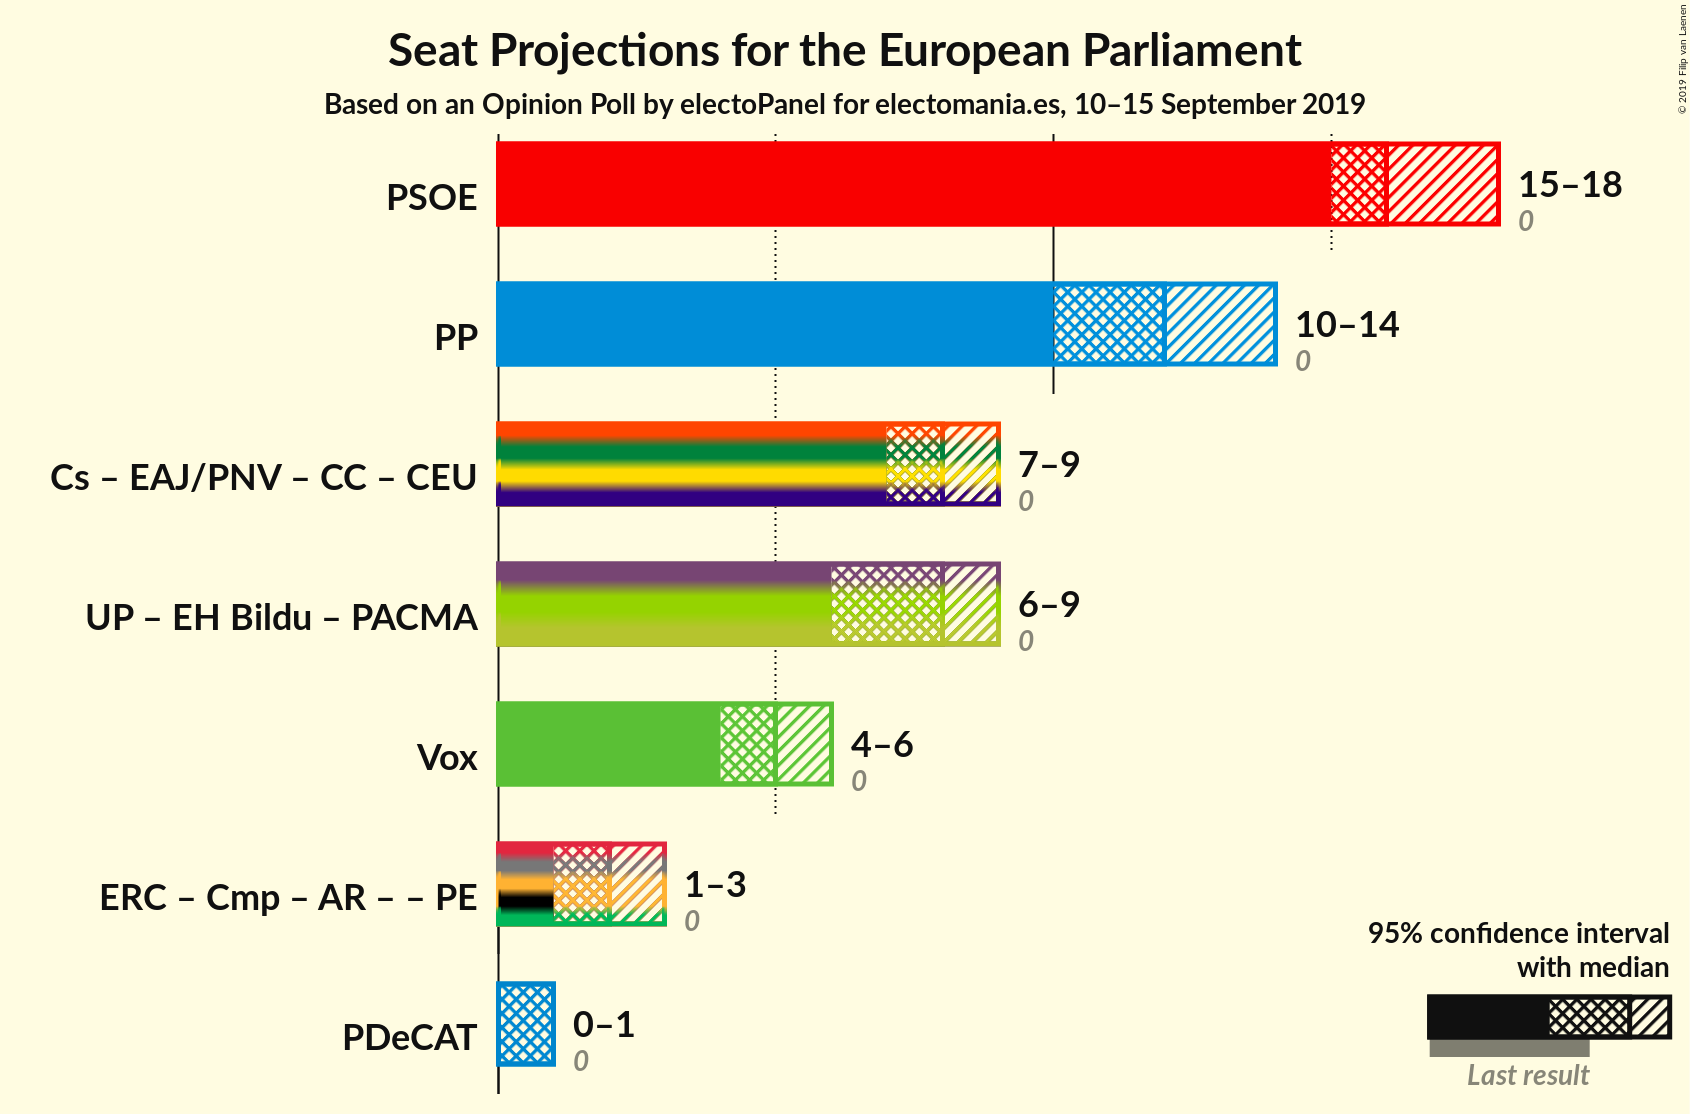 Seat Projections for the European Parliament
Based on an Opinion Poll by electoPanel for electomania.es, 10–15 September 2019
© 2019 Filip van Laenen
PSOE
15–18
0
PP
10–14
0
Cs – EAJ/PNV – CC – CEU
7–9
0
UP – EH Bildu – PACMA
6–9
0
Vox
4–6
0
ERC – Cmp – AR – – PE
1–3
0
PDeCAT
0–1
0
95% confidence interval
with median
Last result